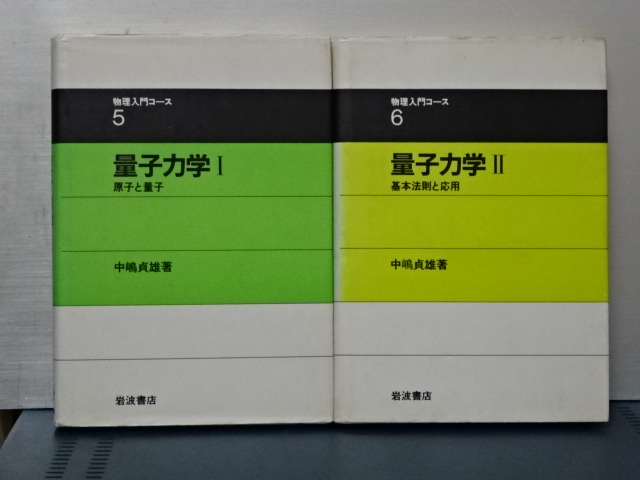 物理入門コース
5
量子力学 I
原子と量子
中嶋貞雄著
岩波書店
物理入門コース
6
量子力学 II
基本法則と応用
中嶋貞雄著
岩波書店